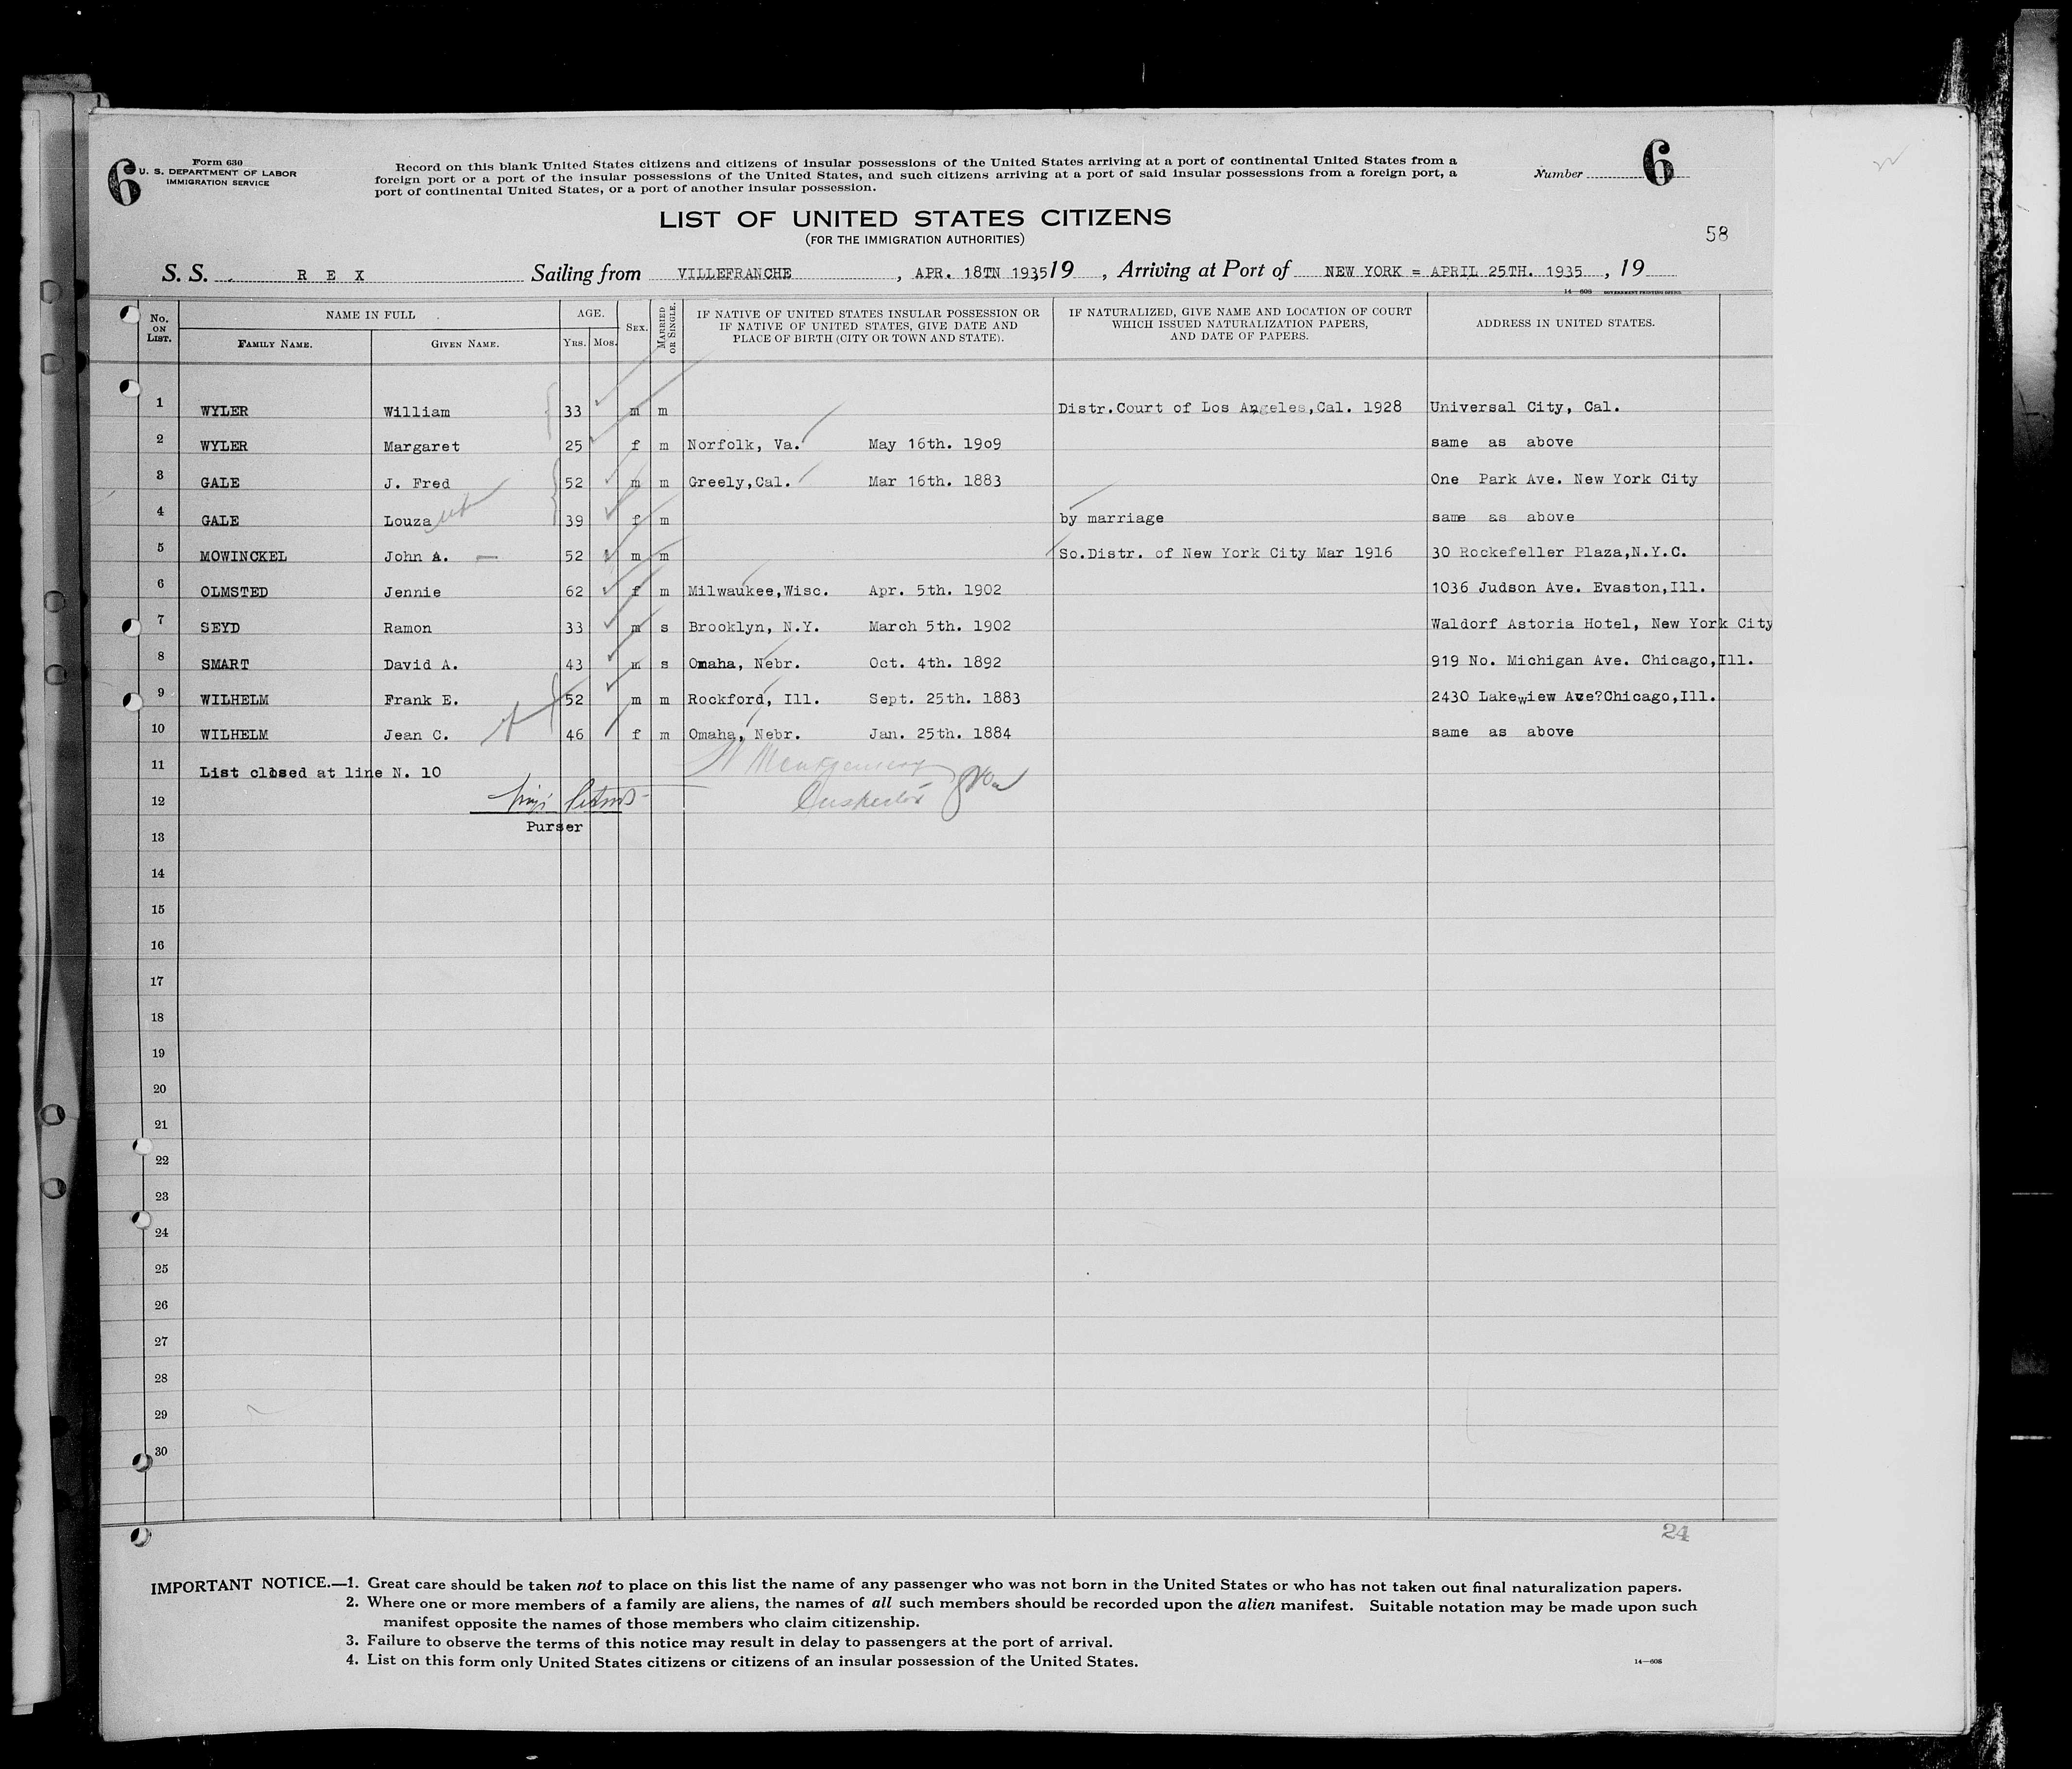 6
Form 630
U. S. DEPARTMENT OF LABOR
IMMIGRATION SERVICE
Record on this blank United States citizens and citizens of insular possessions of the United States arriving at a port of continental United States from a
foreign port or a port of the insular possessions of the United States, and such citizens arriving at a port of said insular possessions from a foreign port, a
port of continental United States, or a port of another insular possession.
Number 6
LIST OF UNITED STATES CITIZENS
(FOR THE IMMIGRATION AUTHORITIES)
58
S. S. R E X Sailing from VILLEFRANCHE, APR. 18TN 1935 19 , Arriving at Port of NEW YORK = APRIL 25TH. 1935 , 19
14—608 GOVERNMENT PRINTING OFFICE
No. ON LIST. NAME IN FULL FAMILY NAME. GIVEN NAME. AGE. YRS. MOS. SEX. MARRIED OR SINGLE. IF NATIVE OF UNITED STATES INSULAR POSSESSION OR IF NATIVE OF UNITED STATES, GIVE DATE AND PLACE OF BIRTH (CITY OR TOWN AND STATE). IF NATURALIZED, GIVE NAME AND LOCATION OF COURT WHICH ISSUED NATURALIZATION PAPERS, AND DATE OF PAPERS. ADDRESS IN UNITED STATES.
1 WYLER William 33 m m Distr.Court of Los Angeles,Cal. 1928 Universal City, Cal.
2 WYLER Margaret 25 f m Norfolk, Va. May 16th. 19o9 same as above
3 GALE J. Fred 52 m m Greely,Cal. Mar 16th. 1883 One Park Ave. New York City
4 GALE Louza 39 f m by marriage same as above
5 MOWINCKEL John A. 52 m m So.Distr. of New York City Mar 1916 30 Rockefeller Plaza,N.Y.C.
6 OLMSTED Jennie 62 f m Milwaukee,Wisc. Apr. 5th. 1902 1036 Judson Ave. Evaston,Ill.
7 SEYD Ramon 33 m s Brooklyn, N.Y. March 5th. 1902 Waldorf Astoria Hotel, New York City
8 SMART David A. 43 m s Omaha, Nebr. Oct. 4th. 1892 919 No. Michigan Ave. Chicago,Ill.
9 WILHELM Frank E. 52 m m Rockford, Ill. Sept. 25th. 1883 2430 Lakewiew Ave?Chicago,Ill.
10 WILHELM Jean C. 46 f m Omaha, Nebr. Jan. 25th. 1884 same as above
11 List closed at line N. 10
Montgomery
12 Inspector
Purser
13
14
15
16
17
18
19
20
21
22
23
24
25
26
27
28
29
30
24
IMPORTANT NOTICE.—1. Great care should be taken not to place on this list the name of any passenger who was not born in the United States or who has not taken out final naturalization papers.
2. Where one or more members of a family are aliens, the names of all such members should be recorded upon the alien manifest. Suitable notation may be made upon such
manifest opposite the names of those members who claim citizenship.
3. Failure to observe the terms of this notice may result in delay to passengers at the port of arrival.
4. List on this form only United States citizens or citizens of an insular possession of the United States.
14—608